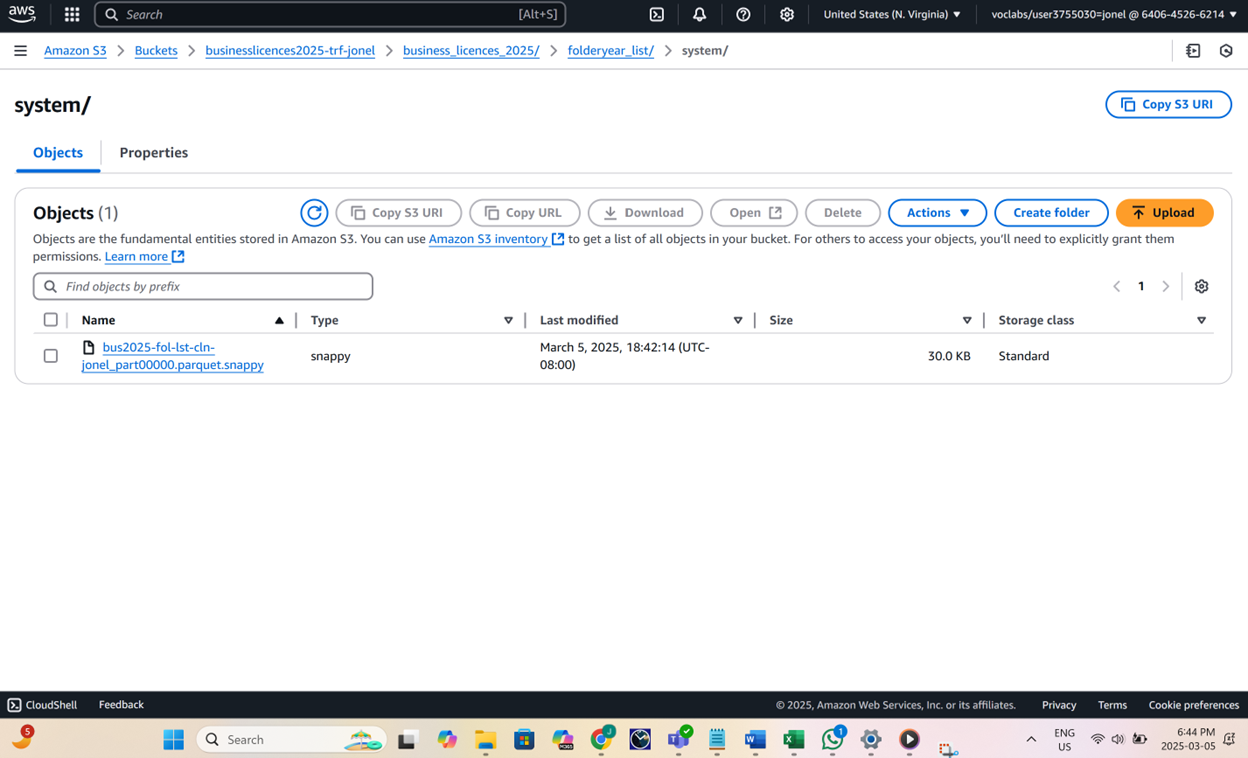 aws Search [Alt+S] United States (N. Virginia) voclabs/user3755030=jonel @ 6406-4526-6214
Amazon S3 Buckets businesslicences2025-trf-jonel business_licences_2025/ folderyear_list/ system/
system/
Copy S3 URI
Objects Properties
Objects (1) Copy S3 URI Copy URL Download Open Delete Actions Create folder Upload
Objects are the fundamental entities stored in Amazon S3. You can use Amazon S3 inventory to get a list of all objects in your bucket. For others to access your objects, you'll need to explicitly grant them
permissions. Learn more
Find objects by prefix 1
Name Type Last modified Size Storage class
bus2025-fol-lst-cln-
jonel_part00000.parquet.snappy
snappy
March 5, 2025, 18:42:14 (UTC-
08:00)
30.0 KB
Standard
CloudShell Feedback © 2025, Amazon Web Services, Inc. or its affiliates. Privacy Terms Cookie preferences
5 Search J 1 ENG
US
6:44 PM
2025-03-05